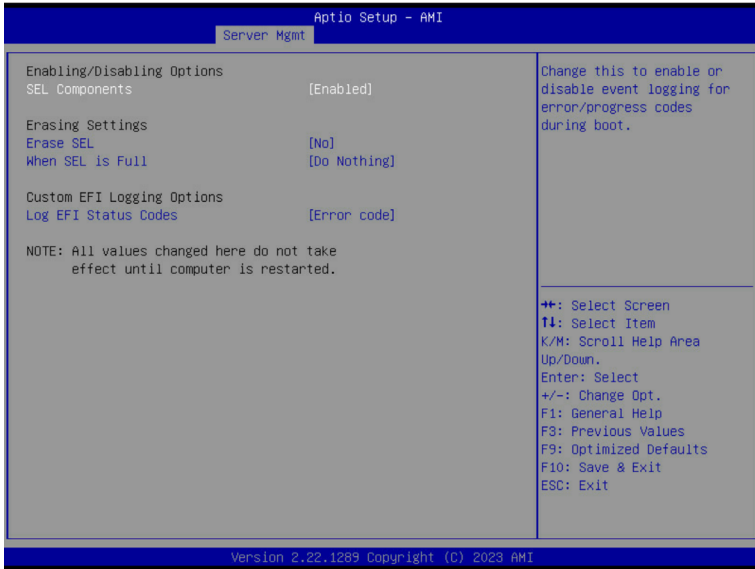 Aptio Setup – AMI
Server Mgmt
Enabling/Disabling Options
SEL Components [Enabled]
Erasing Settings
Erase SEL [No]
When SEL is Full [Do Nothing]
Custom EFI Logging Options
Log EFI Status Codes [Error code]
NOTE: All values changed here do not take
effect until computer is restarted.
Change this to enable or
disable event logging for
error/progress codes
during boot.
→←: Select Screen
↑↓: Select Item
K/M: Scroll Help Area
Up/Down.
Enter: Select
+/-: Change Opt.
F1: General Help
F3: Previous Values
F9: Optimized Defaults
F10: Save & Exit
ESC: Exit
Version 2.22.1289 Copyright (C) 2023 AMI